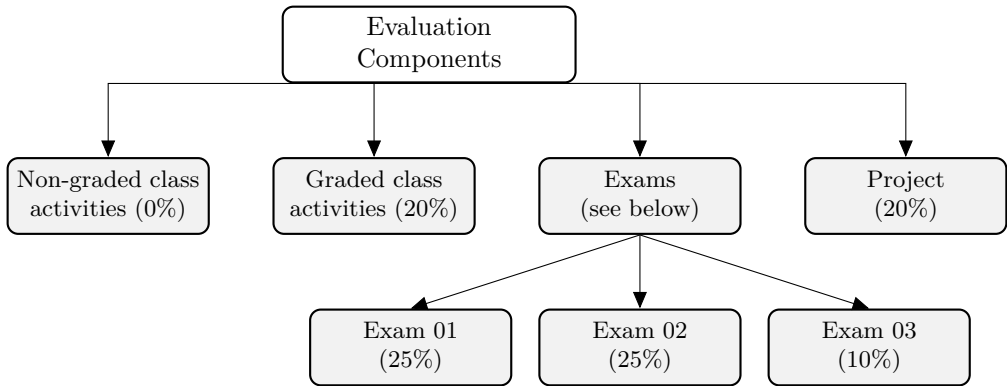 Evaluation
Components
Non-graded class
activities (0%)
Graded class
activities (20%)
Exams
(see below)
Project
(20%)
Exam 01
(25%)
Exam 02
(25%)
Exam 03
(10%)